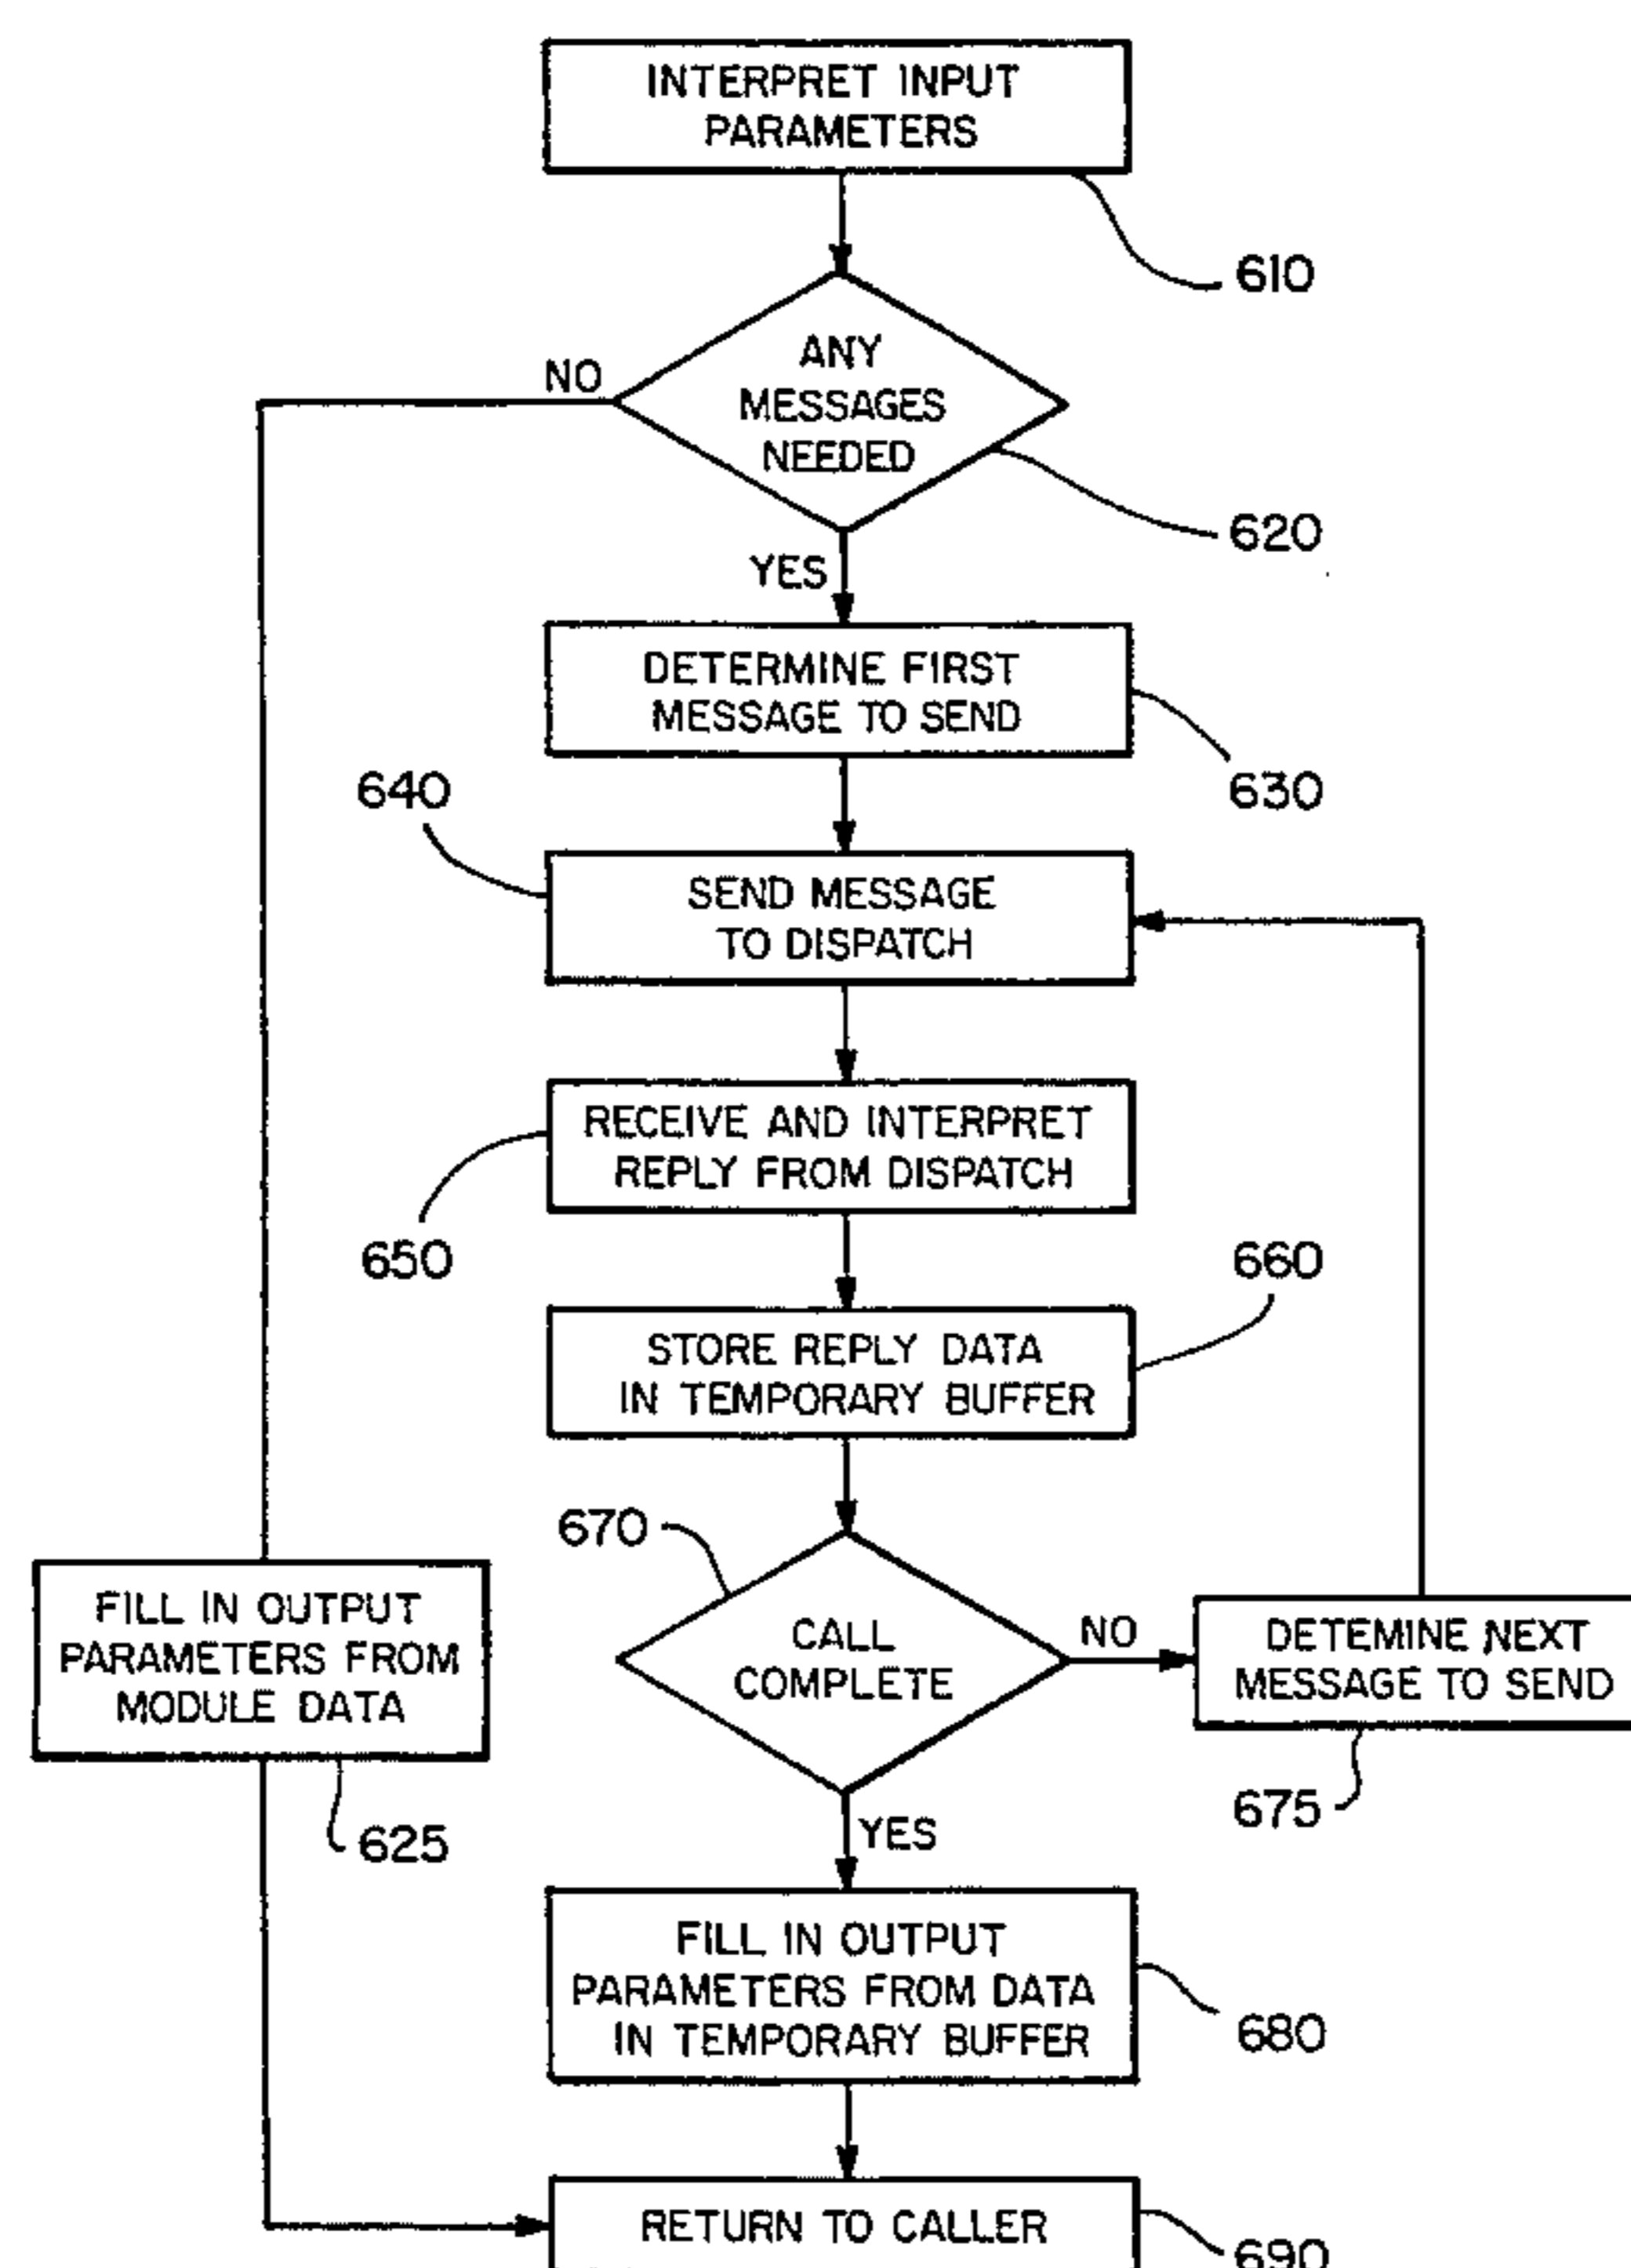 INTERPRET INPUT
PARAMETERS
610
ANY
MESSAGES
NEEDED
NO
620
YES
DETERMINE FIRST
MESSAGE TO SEND
630
640
SEND MESSAGE
TO DISPATCH
RECEIVE AND INTERPRET
REPLY FROM DISPATCH
650
660
STORE REPLY DATA
IN TEMPORARY BUFFER
670
CALL
COMPLETE
NO
DETEMINE NEXT
MESSAGE TO SEND
675
FILL IN OUTPUT
PARAMETERS FROM
MODULE DATA
625
YES
FILL IN OUTPUT
PARAMETERS FROM DATA
IN TEMPORARY BUFFER
680
RETURN TO CALLER
690